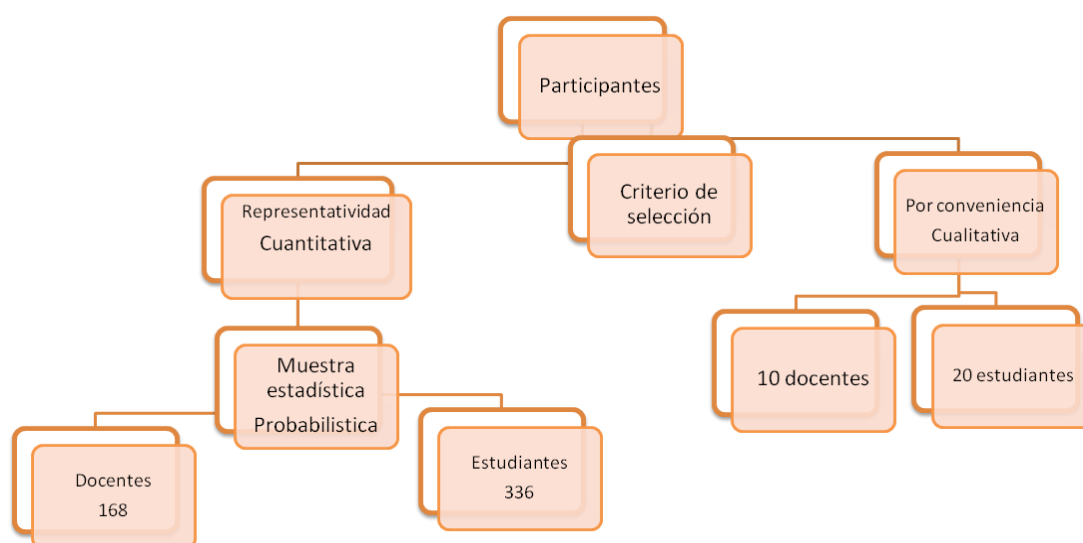 Participantes
Criterio de
selección
Representatividad
Cuantitativa
Por conveniencia
Cualitativa
Muestra
estadística
Probabilistica
10 docentes
20 estudiantes
Docentes
168
Estudiantes
336